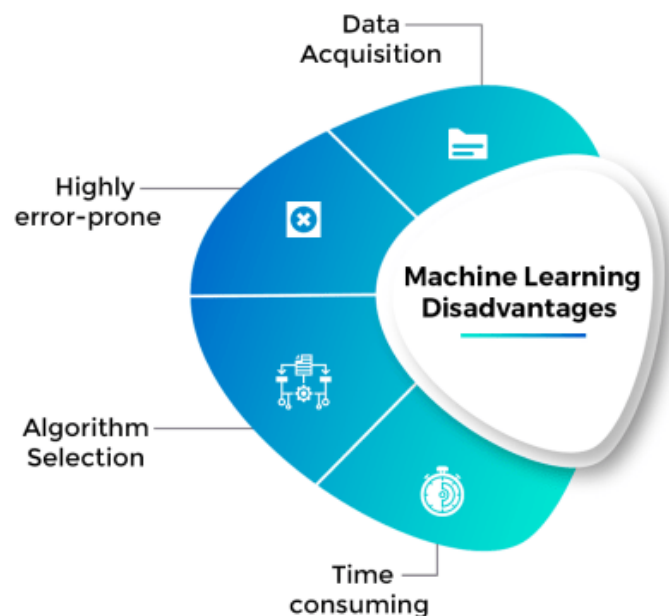 Data
Acquisition
Highly
error-prone
Machine Learning
Disadvantages
Algorithm
Selection
Time
consuming